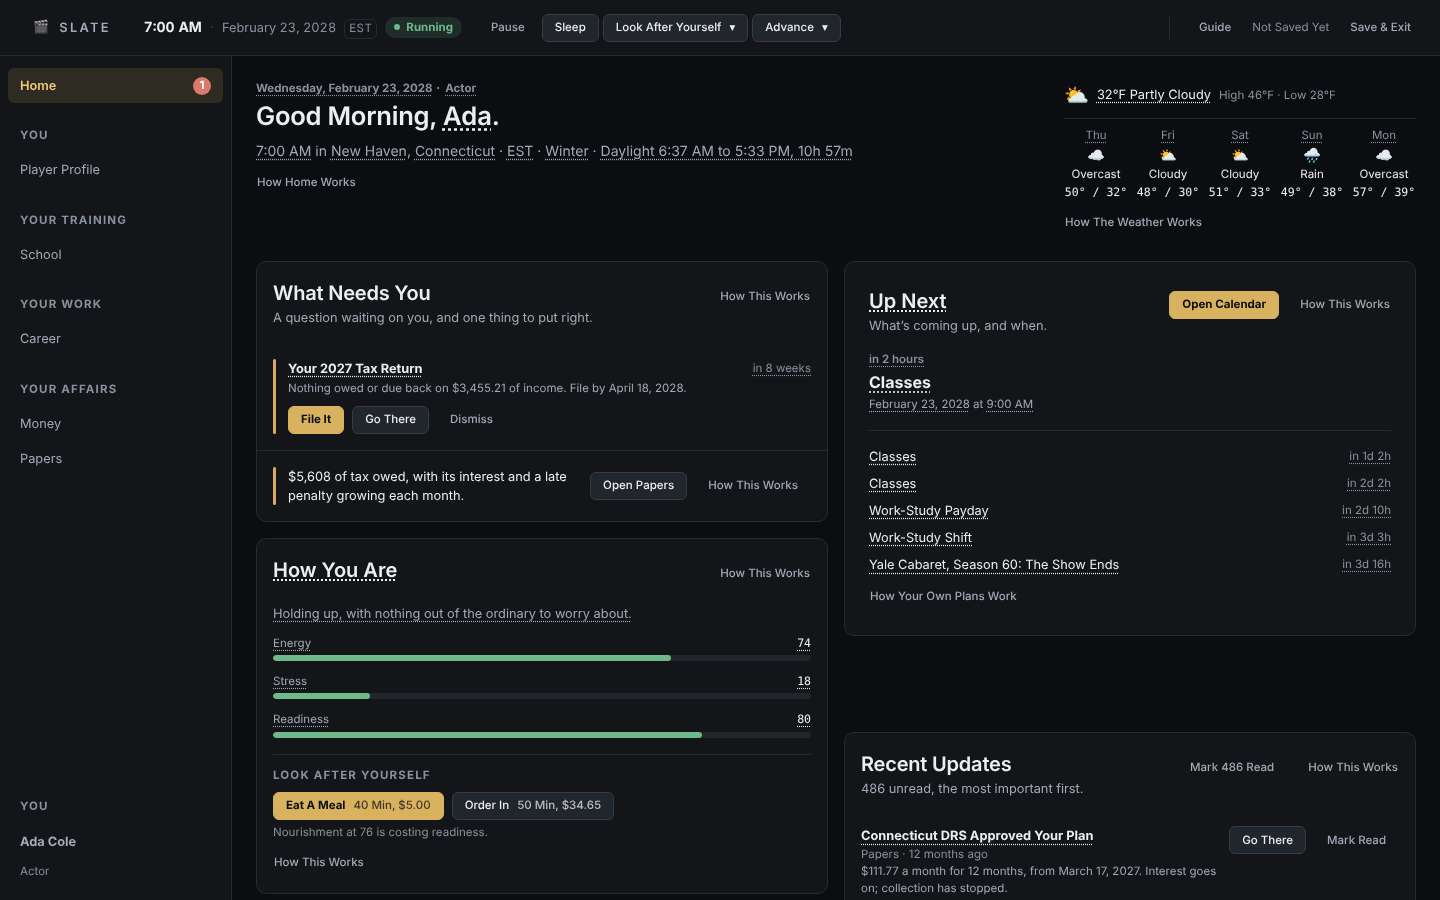 SLATE
7:00 AM · February 23, 2028 EST Running
Pause
Sleep
Look After Yourself ▾
Advance ▾
Guide
Not Saved Yet
Save & Exit
Home 1
YOU
Player Profile
YOUR TRAINING
School
YOUR WORK
Career
YOUR AFFAIRS
Money
Papers
YOU
Ada Cole
Actor
Wednesday, February 23, 2028 · Actor
Good Morning, Ada.
7:00 AM in New Haven, Connecticut · EST · Winter · Daylight 6:37 AM to 5:33 PM, 10h 57m
How Home Works
32°F Partly Cloudy High 46°F · Low 28°F
Thu Fri Sat Sun Mon
Overcast Cloudy Cloudy Rain Overcast
50° / 32° 48° / 30° 51° / 33° 49° / 38° 57° / 39°
How The Weather Works
What Needs You
How This Works
A question waiting on you, and one thing to put right.
Your 2027 Tax Return in 8 weeks
Nothing owed or due back on $3,455.21 of income. File by April 18, 2028.
File It Go There Dismiss
$5,608 of tax owed, with its interest and a late
penalty growing each month.
Open Papers How This Works
How You Are
How This Works
Holding up, with nothing out of the ordinary to worry about.
Energy 74
Stress 18
Readiness 80
LOOK AFTER YOURSELF
Eat A Meal 40 Min, $5.00
Order In 50 Min, $34.65
Nourishment at 76 is costing readiness.
How This Works
Up Next
Open Calendar How This Works
What's coming up, and when.
in 2 hours
Classes
February 23, 2028 at 9:00 AM
Classes in 1d 2h
Classes in 2d 2h
Work-Study Payday in 2d 10h
Work-Study Shift in 3d 3h
Yale Cabaret, Season 60: The Show Ends in 3d 16h
How Your Own Plans Work
Recent Updates
Mark 486 Read How This Works
486 unread, the most important first.
Connecticut DRS Approved Your Plan
Go There Mark Read
Papers · 12 months ago
$111.77 a month for 12 months, from March 17, 2027. Interest goes
on; collection has stopped.